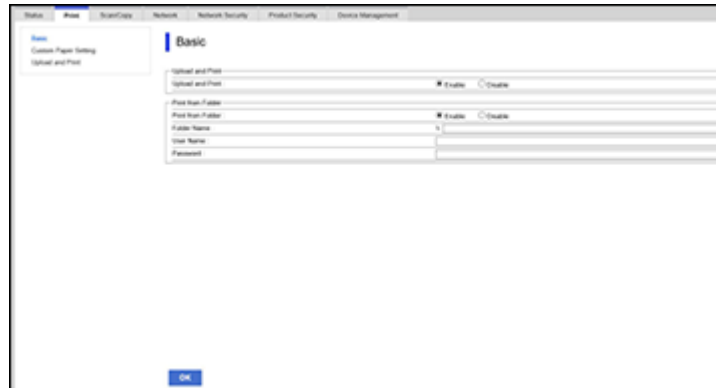 Status Print Scan/Copy Network Network Security Product Security Device Management
Basic
Custom Paper Setting
Upload and Print
Basic
Upload and Print
Upload and Print Enable Disable
Print from Folder
Print from Folder Enable Disable
Folder Name \\
User Name
Password
OK